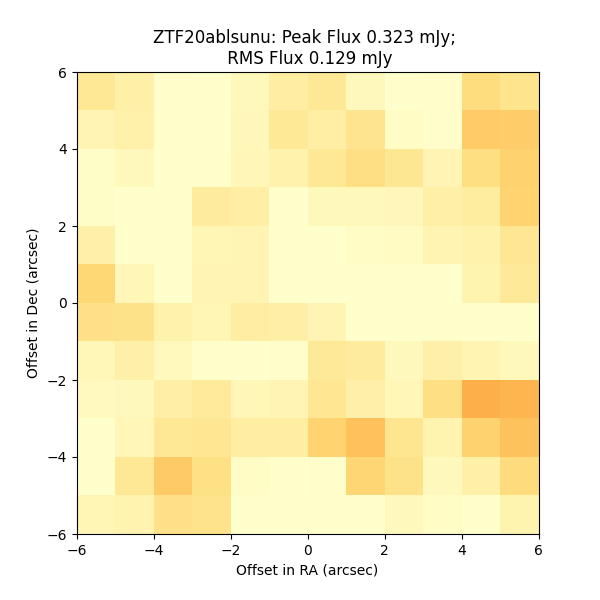 ZTF20ablsunu: Peak Flux 0.323 mJy;
RMS Flux 0.129 mJy
6
4
2
0
−2
−4
−6
Offset in Dec (arcsec)
−6 −4 −2 0 2 4 6
Offset in RA (arcsec)